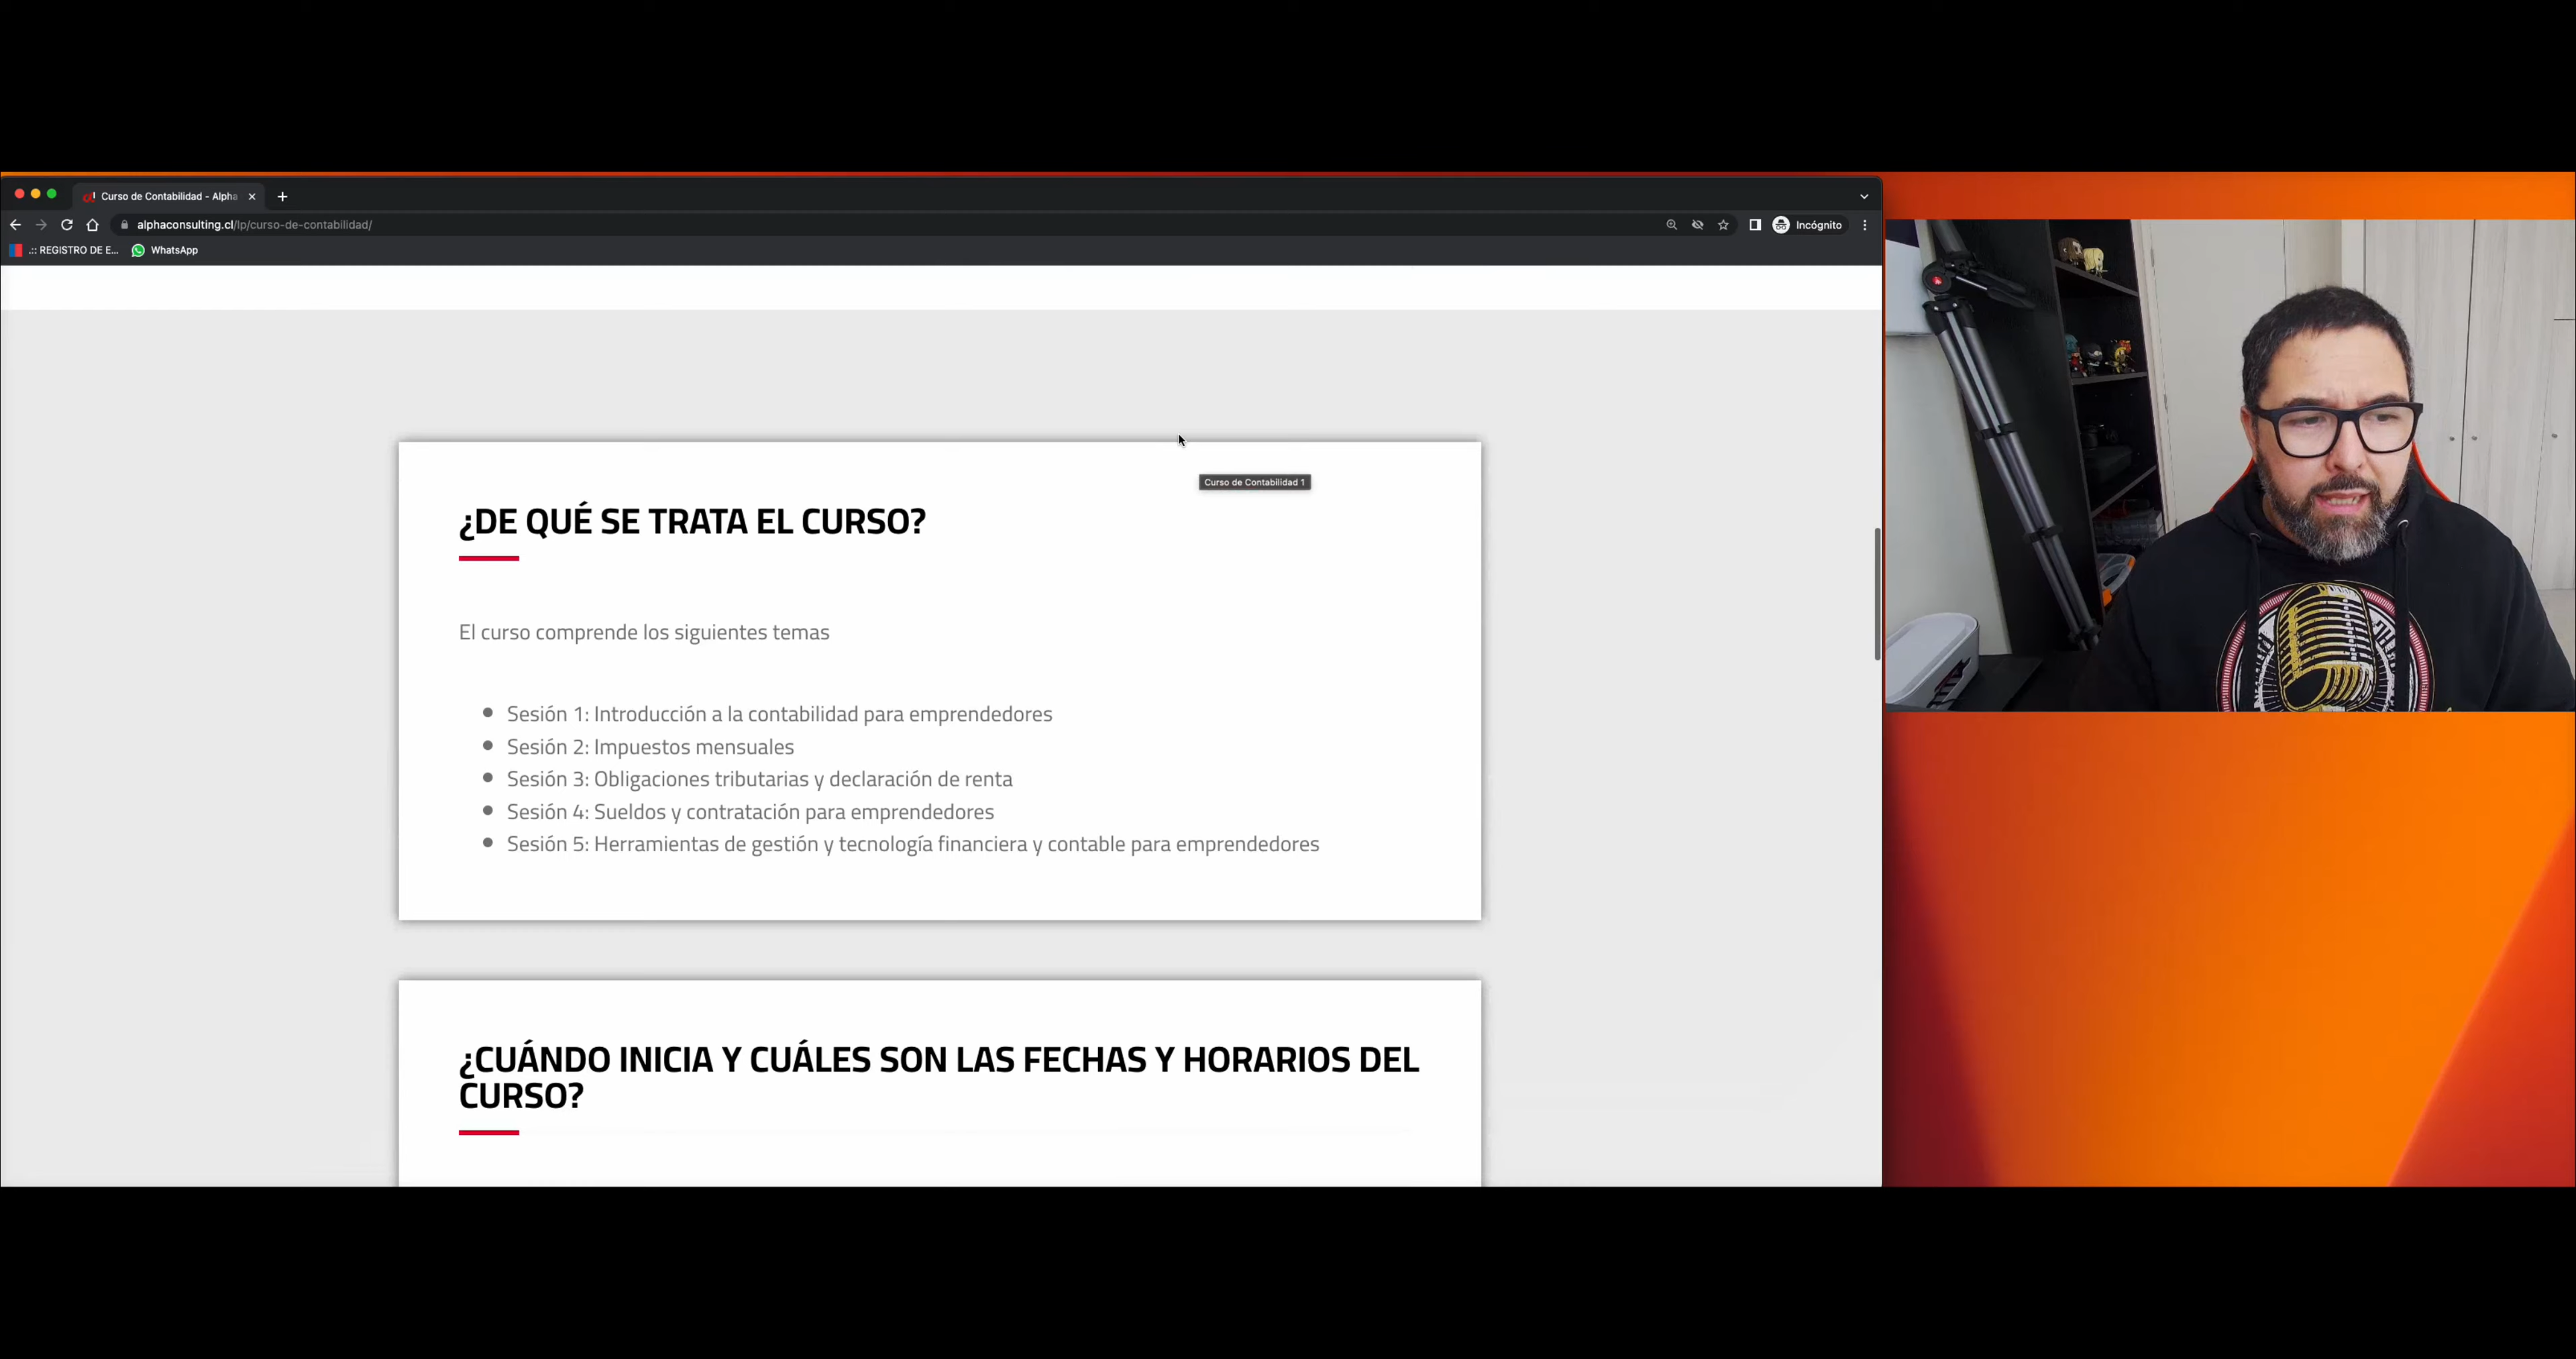 Curso de Contabilidad - Alpha
alphaconsulting.cl/lp/curso-de-contabilidad/
Incógnito
.:: REGISTRO DE E...
WhatsApp
Curso de Contabilidad 1
¿DE QUÉ SE TRATA EL CURSO?
El curso comprende los siguientes temas
Sesión 1: Introducción a la contabilidad para emprendedores
Sesión 2: Impuestos mensuales
Sesión 3: Obligaciones tributarias y declaración de renta
Sesión 4: Sueldos y contratación para emprendedores
Sesión 5: Herramientas de gestión y tecnología financiera y contable para emprendedores
¿CUÁNDO INICIA Y CUÁLES SON LAS FECHAS Y HORARIOS DEL
CURSO?